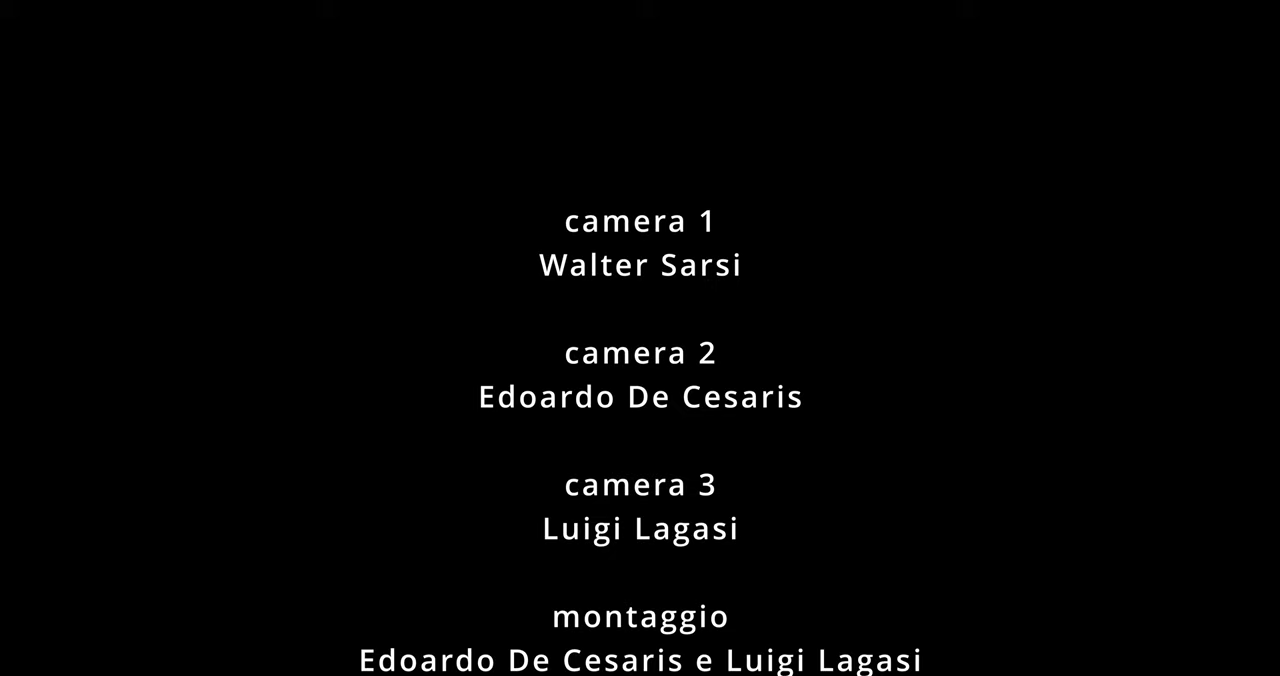 camera 1
Walter Sarsi
camera 2
Edoardo De Cesaris
camera 3
Luigi Lagasi
montaggio
Edoardo De Cesaris e Luigi Lagasi